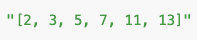 "[2, 3, 5, 7, 11, 13]"